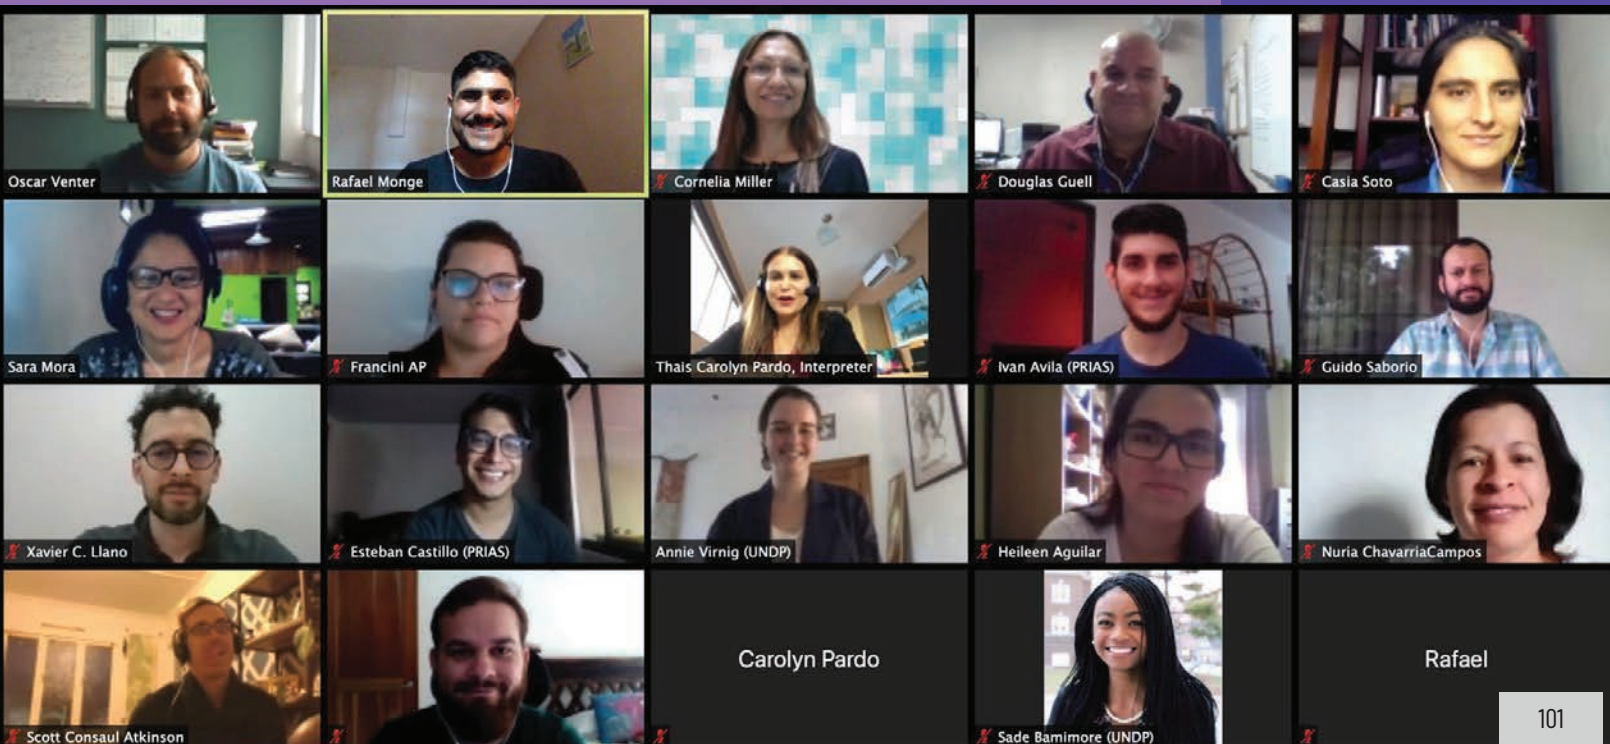 Oscar Venter
Rafael Monge
Cornelia Miller
Douglas Guell
Casia Soto
Sara Mora
Francini AP
Thais Carolyn Pardo, Interpreter
Ivan Avila (PRIAS)
Guido Saborio
Xavier C. Llano
Esteban Castillo (PRIAS)
Annie Virnig (UNDP)
Heileen Aguilar
Nuria ChavarriaCampos
Scott Consaul Atkinson
Carolyn Pardo
Sade Bamimore (UNDP)
Rafael
101